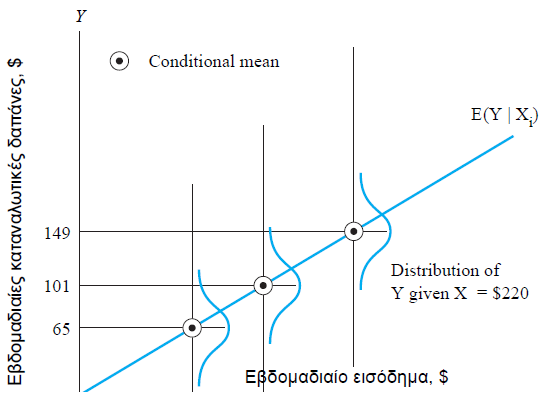 Y
Conditional mean
Εβδομαδιαίες καταναλωτικές δαπάνες, $
E(Y | Xi)
149
101
65
Distribution of
Y given X = $220
Εβδομαδιαίο εισόδημα, $